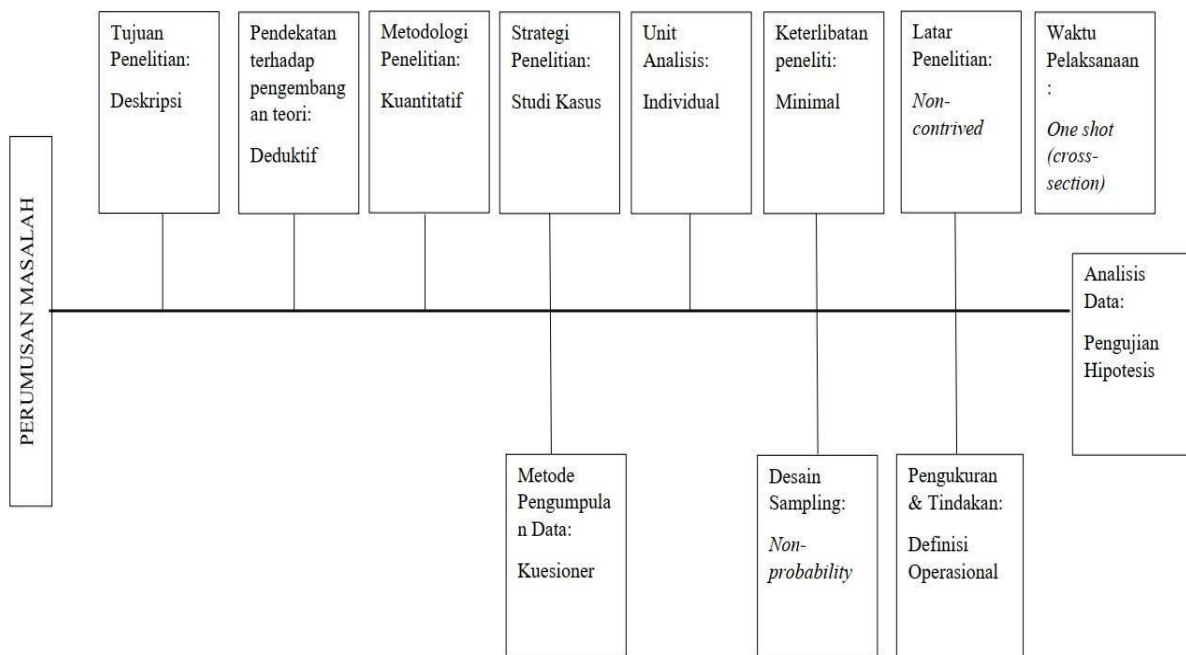 PERUMUSAN MASALAH
Tujuan
Penelitian:
Deskripsi
Pendekatan
terhadap
pengembang
an teori:
Deduktif
Metodologi
Penelitian:
Kuantitatif
Strategi
Penelitian:
Studi Kasus
Unit
Analisis:
Individual
Keterlibatan
peneliti:
Minimal
Latar
Penelitian:
Non-
contrived
Waktu
Pelaksanaan
:
One shot
(cross-
section)
Analisis
Data:
Pengujian
Hipotesis
Metode
Pengumpula
n Data:
Kuesioner
Desain
Sampling:
Non-
probability
Pengukuran
& Tindakan:
Definisi
Operasional